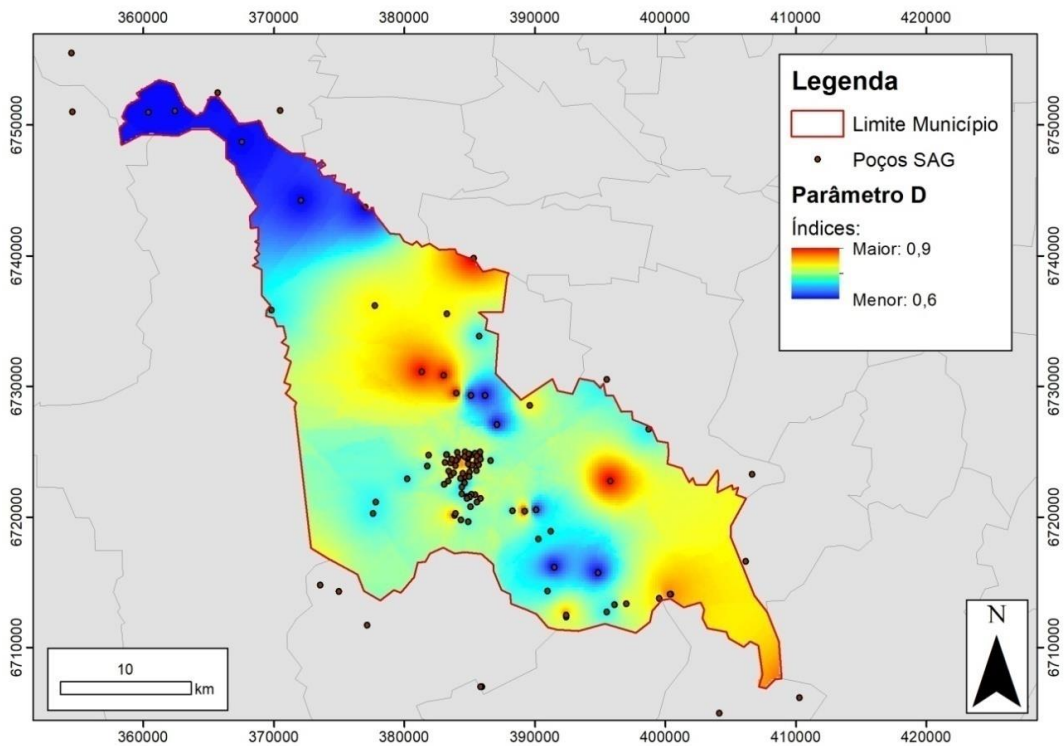 360000 370000 380000 390000 400000 410000 420000
6750000
6740000
6730000
6720000
6710000
Legenda
Limite Município
Poços SAG
Parâmetro D
Índices:
Maior: 0,9
Menor: 0,6
6750000
6740000
6730000
6720000
6710000
10
km
N
360000 370000 380000 390000 400000 410000 420000